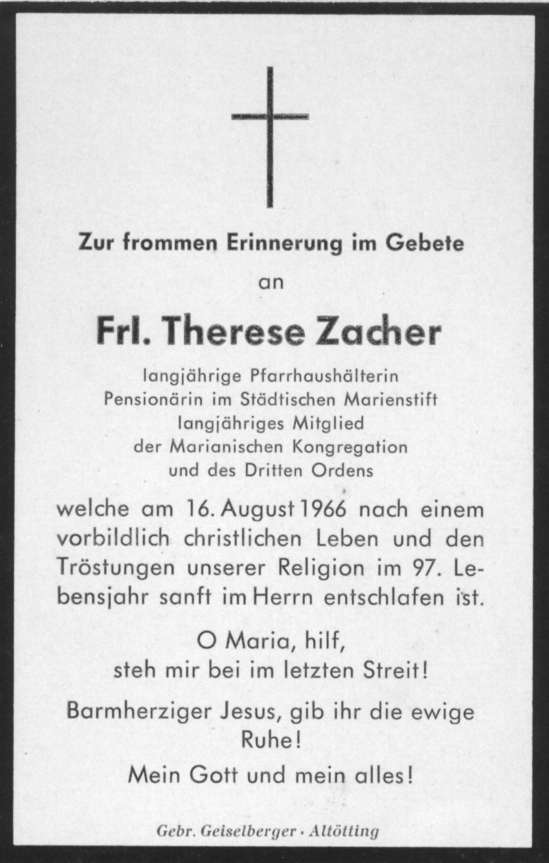 Zur frommen Erinnerung im Gebete
an
Frl. Therese Zacher
langjährige Pfarrhaushälterin
Pensionärin im Städtischen Marienstift
langjähriges Mitglied
der Marianischen Kongregation
und des Dritten Ordens
welche am 16. August 1966 nach einem
vorbildlich christlichen Leben und den
Tröstungen unserer Religion im 97. Le-
bensjahr sanft im Herrn entschlafen ist.
O Maria, hilf,
steh mir bei im letzten Streit!
Barmherziger Jesus, gib ihr die ewige
Ruhe!
Mein Gott und mein alles!
Gebr. Geiselberger · Altötting